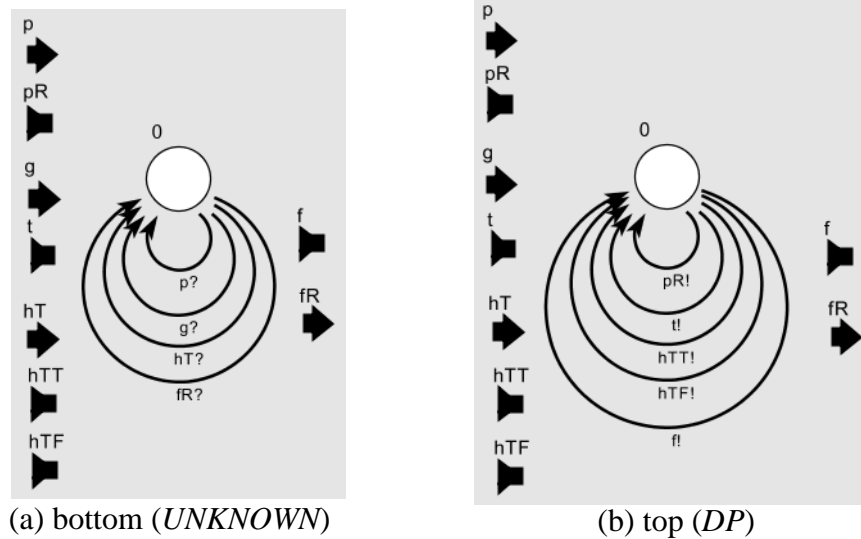 p
pR
g
t
hT
hTT
hTF
0
p?
g?
hT?
fR?
f
fR
(a) bottom (UNKNOWN)
p
pR
g
t
hT
hTT
hTF
0
pR!
t!
hTT!
hTF!
f!
f
fR
(b) top (DP)